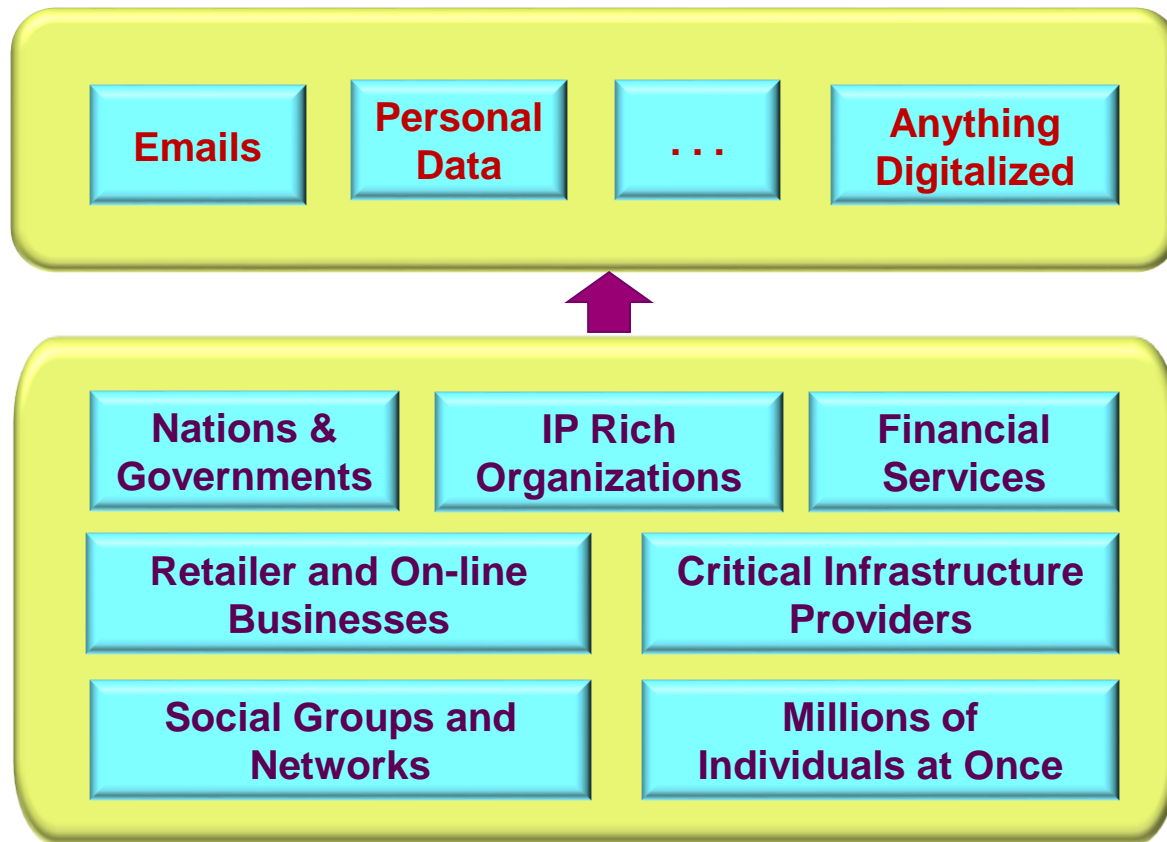 Emails
Personal
Data
. . .
Anything
Digitalized
Nations &
Governments
IP Rich
Organizations
Financial
Services
Retailer and On-line
Businesses
Critical Infrastructure
Providers
Social Groups and
Networks
Millions of
Individuals at Once